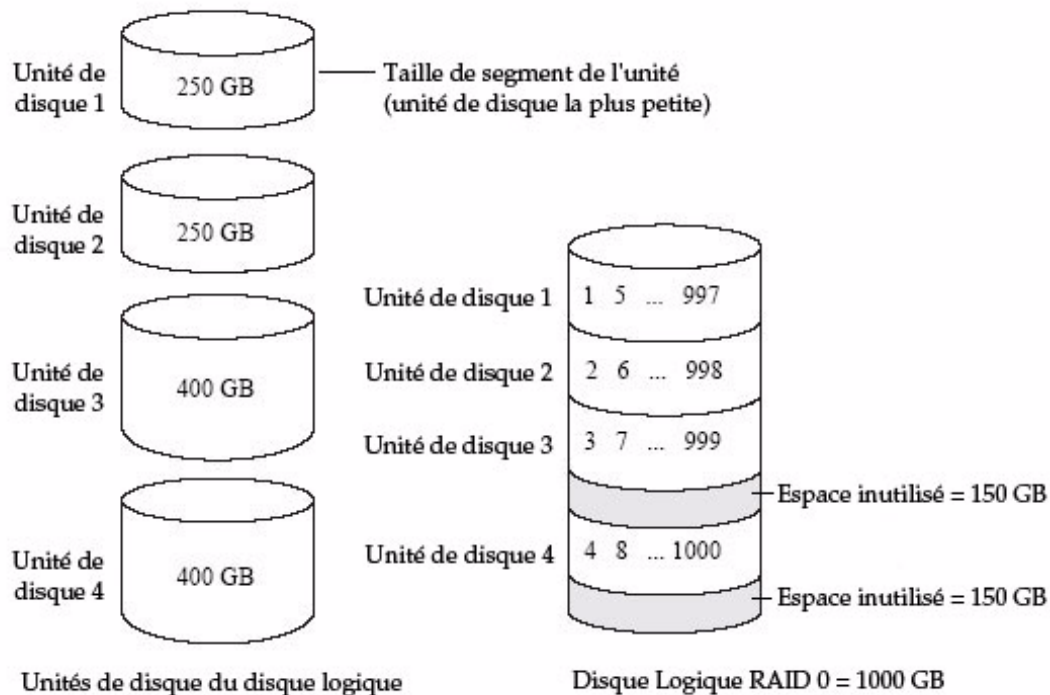 Unité de
disque 1
250 GB
Taille de segment de l'unité
(unité de disque la plus petite)
Unité de
disque 2
250 GB
Unité de
disque 3
400 GB
Unité de
disque 4
400 GB
Unités de disque du disque logique
Unité de disque 1
1 5 ... 997
Unité de disque 2
2 6 ... 998
Unité de disque 3
3 7 ... 999
Espace inutilisé = 150 GB
Unité de disque 4
4 8 ... 1000
Espace inutilisé = 150 GB
Disque Logique RAID 0 = 1000 GB